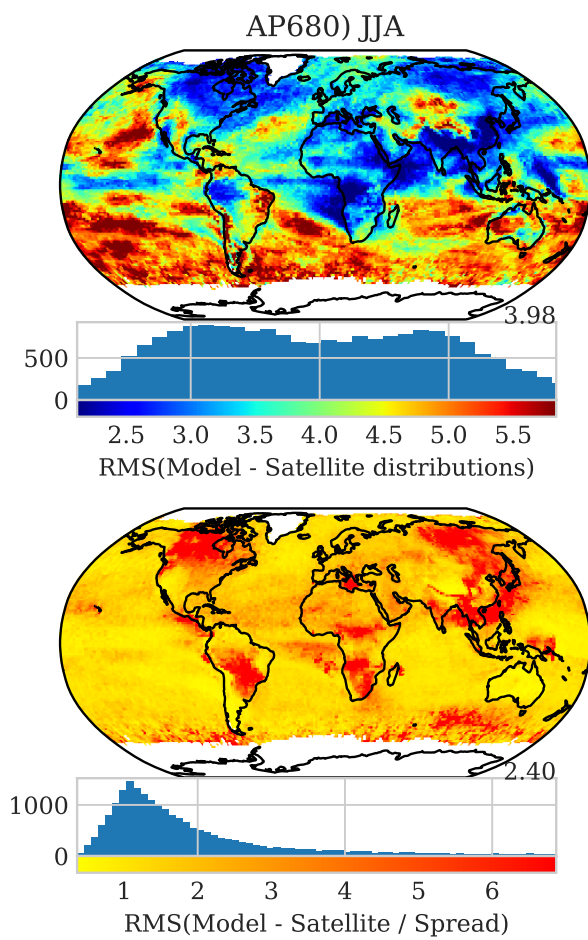 AP680) JJA
3.98
500
0
2.5 3.0 3.5 4.0 4.5 5.0 5.5
RMS(Model - Satellite distributions)
2.40
1000
0
1 2 3 4 5 6
RMS(Model - Satellite / Spread)